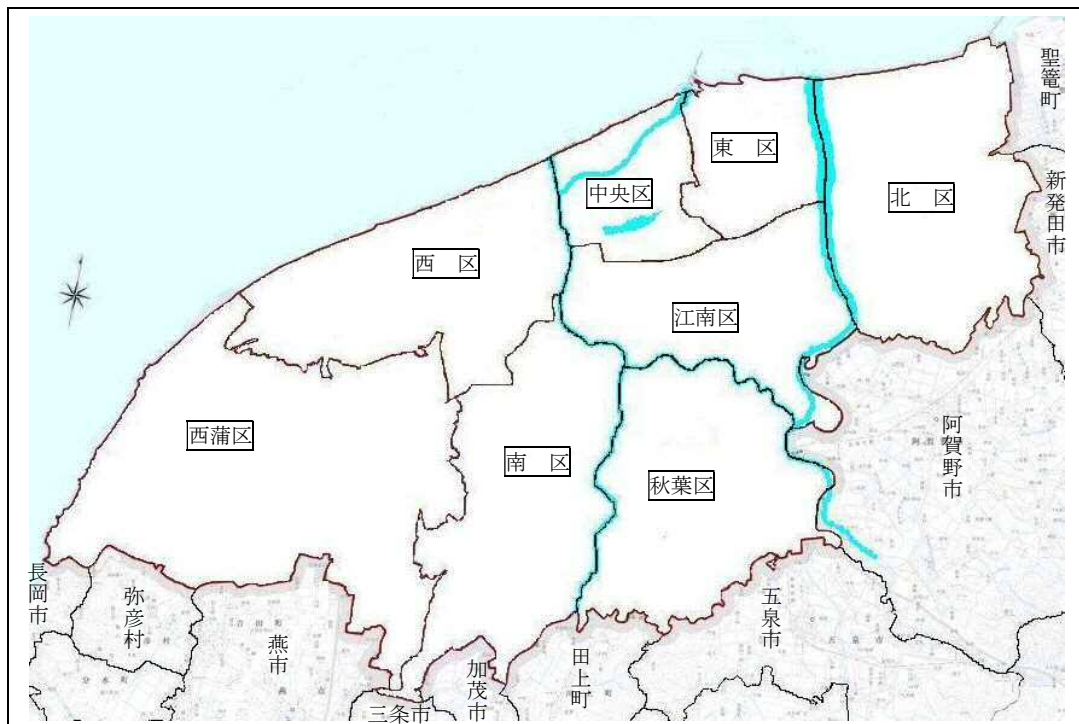 聖篭町
東　区
新発田市
中央区
北　区
西　区
江南区
西蒲区
阿賀野市
南　区
秋葉区
長岡市
弥彦村
五泉市
燕市
田上町
加茂市
三条市